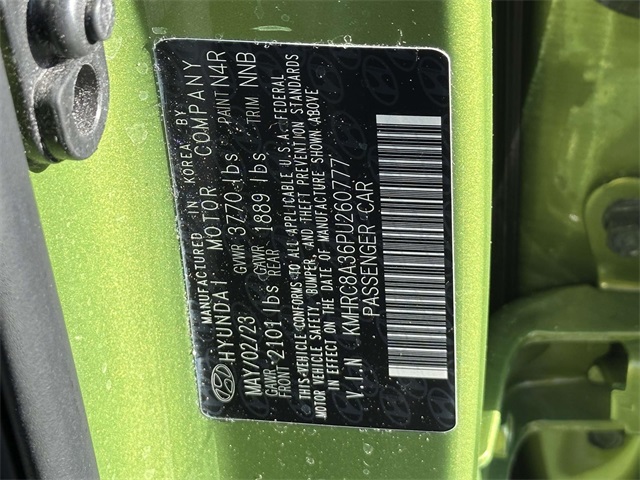 MANUFACTURED IN KOREA BY
HYUNDAI MOTOR COMPANY
MAY/02/23 GVWR 3770 lbs PAINT N4R
GAWR FRONT 2101 lbs GAWR REAR 1889 lbs TRIM NNB
THIS VEHICLE CONFORMS TO ALL APPLICABLE U.S.A. FEDERAL
MOTOR VEHICLE SAFETY, BUMPER, AND THEFT PREVENTION STANDARDS
IN EFFECT ON THE DATE OF MANUFACTURE SHOWN ABOVE
V.I.N KMHRC8A36PU260777
PASSENGER CAR